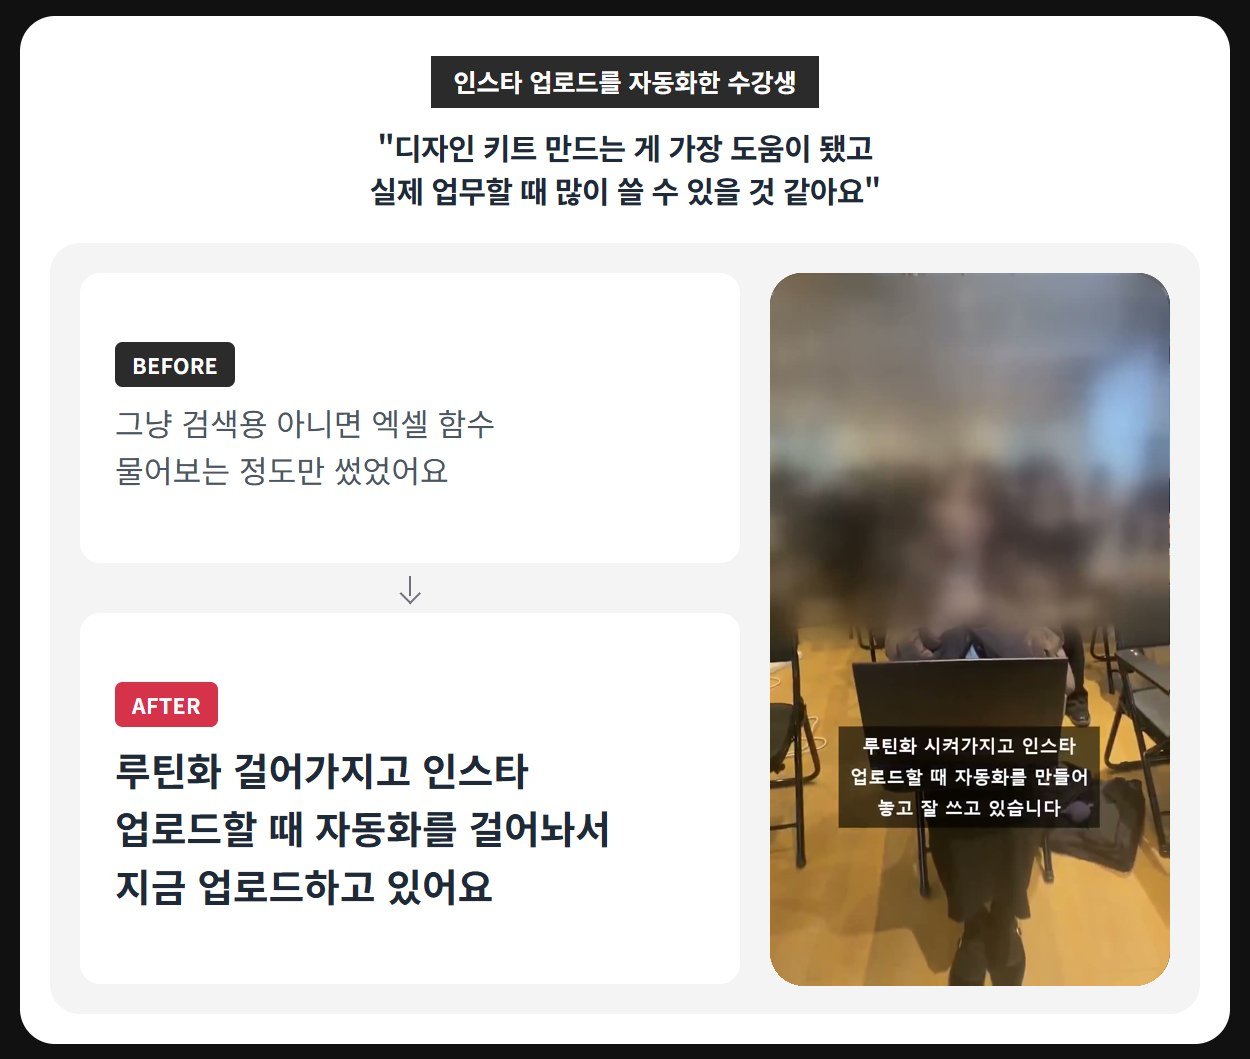 인스타 업로드를 자동화한 수강생
"디자인 키트 만드는 게 가장 도움이 됐고
실제 업무할 때 많이 쓸 수 있을 것 같아요"
BEFORE
그냥 검색용 아니면 엑셀 함수
물어보는 정도만 썼었어요
↓
AFTER
루틴화 걸어가지고 인스타
업로드할 때 자동화를 걸어놔서
지금 업로드하고 있어요
루틴화 시켜가지고 인스타
업로드할 때 자동화를 만들어
놓고 잘 쓰고 있습니다